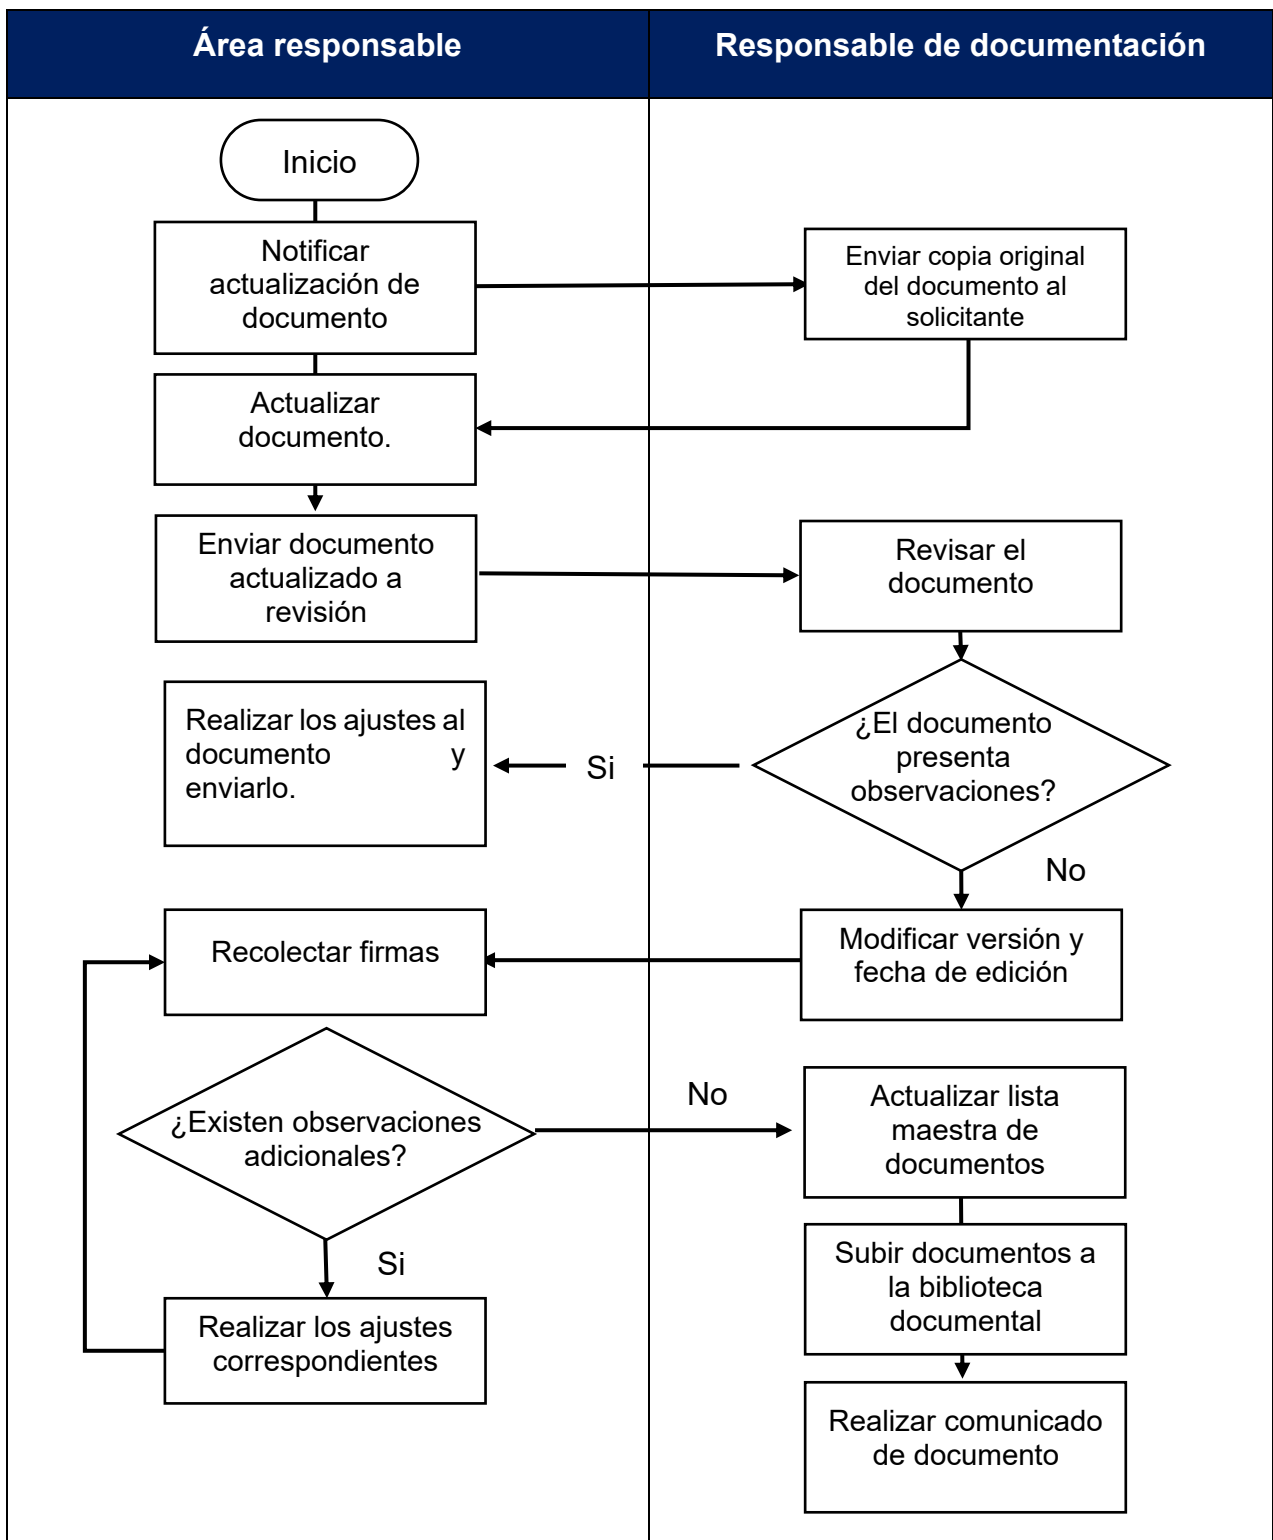 Área responsable
Responsable de documentación
Inicio
Notificar
actualización de
documento
Enviar copia original
del documento al
solicitante
Actualizar
documento.
Enviar documento
actualizado a
revisión
Revisar el
documento
Realizar los ajustes al
documento y
enviarlo.
Si
¿El documento
presenta
observaciones?
No
Recolectar firmas
Modificar versión y
fecha de edición
¿Existen observaciones
adicionales?
No
Actualizar lista
maestra de
documentos
Si
Subir documentos a
la biblioteca
documental
Realizar los ajustes
correspondientes
Realizar comunicado
de documento